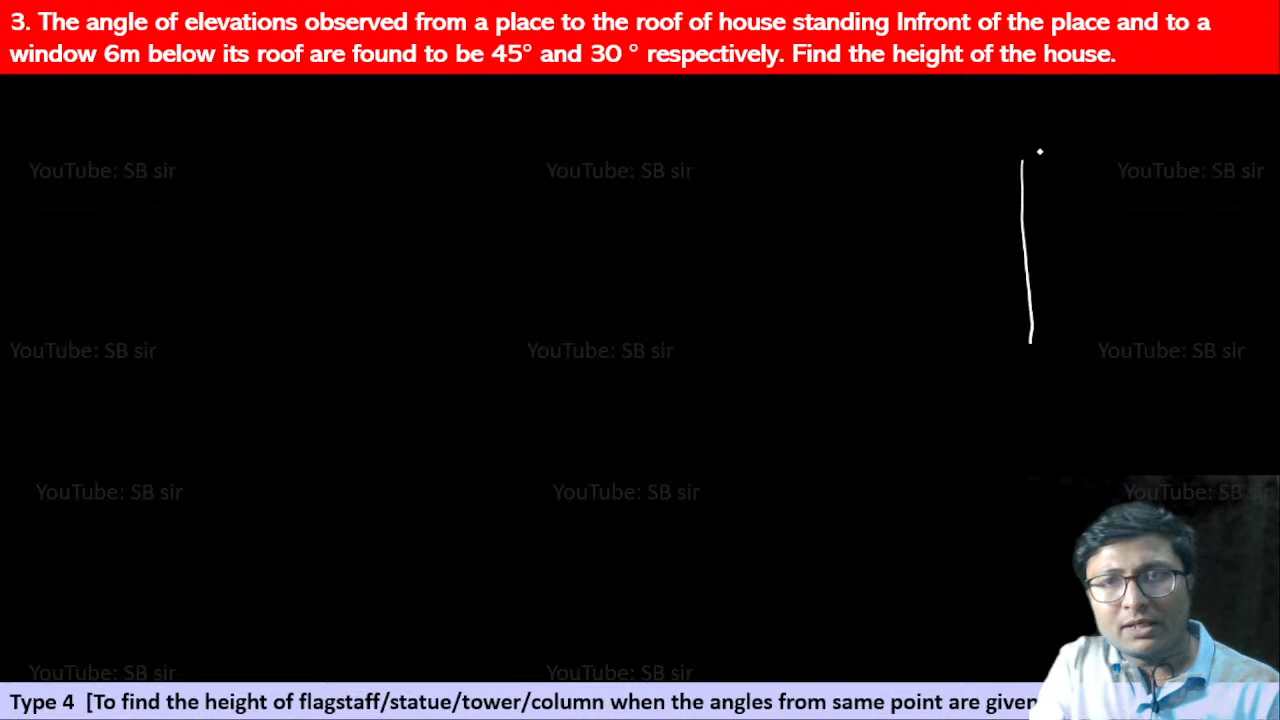 3. The angle of elevations observed from a place to the roof of house standing Infront of the place and to a
window 6m below its roof are found to be 45° and 30 ° respectively. Find the height of the house.
YouTube: SB sir YouTube: SB sir YouTube: SB sir
YouTube: SB sir YouTube: SB sir YouTube: SB sir
YouTube: SB sir YouTube: SB sir YouTube: SB sir
YouTube: SB sir YouTube: SB sir
Type 4 [To find the height of flagstaff/statue/tower/column when the angles from same point are given